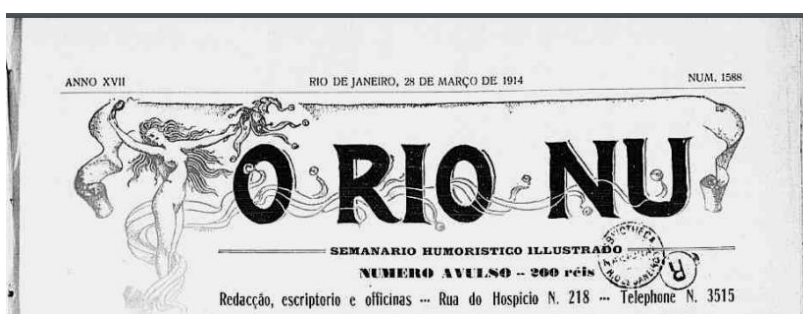 ANNO XVII RIO DE JANEIRO, 28 DE MARÇO DE 1914 NUM. 1588
O RIO NU
SEMANARIO HUMORISTICO ILLUSTRADO
NUMERO AVULSO -- 200 réis
Redacção, escriptorio e officinas --- Rua do Hospicio N. 218 --- Telephone N. 3515
R